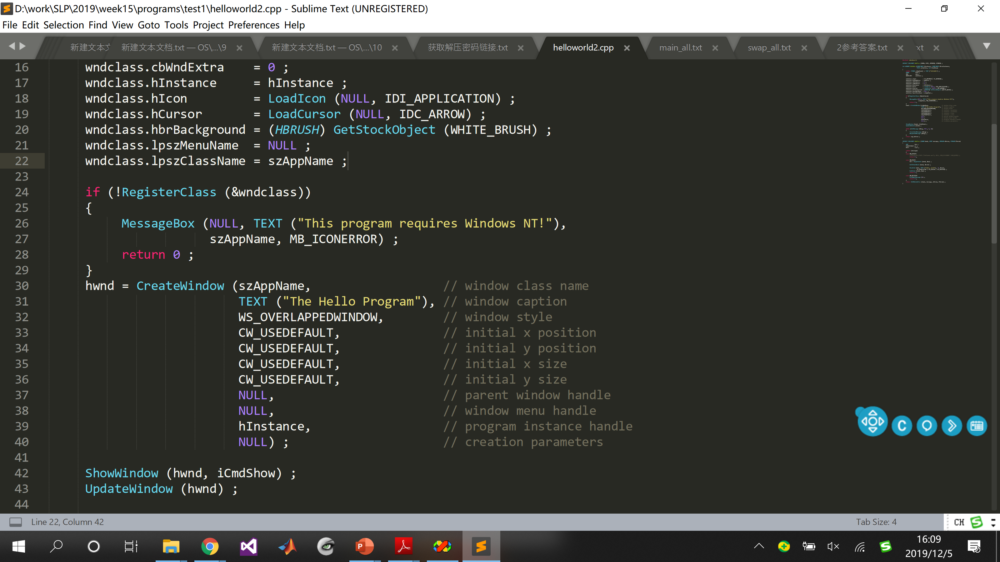 D:\work\SLP\2019\week15\programs\test1\helloworld2.cpp - Sublime Text (UNREGISTERED)
File Edit Selection Find View Goto Tools Project Preferences Help
新建文本文 新建文本文档.txt — OS\...\9 新建文本文档.txt — OS\...\10 获取解压密码链接.txt helloworld2.cpp main_all.txt swap_all.txt 2参考答案.txt xt
16 wndclass.cbWndExtra    = 0 ;
17 wndclass.hInstance     = hInstance ;
18 wndclass.hIcon         = LoadIcon (NULL, IDI_APPLICATION) ;
19 wndclass.hCursor       = LoadCursor (NULL, IDC_ARROW) ;
20 wndclass.hbrBackground = (HBRUSH) GetStockObject (WHITE_BRUSH) ;
21 wndclass.lpszMenuName  = NULL ;
22 wndclass.lpszClassName = szAppName ;
23
24 if (!RegisterClass (&wndclass))
25 {
26      MessageBox (NULL, TEXT ("This program requires Windows NT!"),
27                  szAppName, MB_ICONERROR) ;
28      return 0 ;
29 }
30 hwnd = CreateWindow (szAppName,                  // window class name
31                      TEXT ("The Hello Program"), // window caption
32                      WS_OVERLAPPEDWINDOW,        // window style
33                      CW_USEDEFAULT,              // initial x position
34                      CW_USEDEFAULT,              // initial y position
35                      CW_USEDEFAULT,              // initial x size
36                      CW_USEDEFAULT,              // initial y size
37                      NULL,                       // parent window handle
38                      NULL,                       // window menu handle
39                      hInstance,                  // program instance handle
40                      NULL) ;                     // creation parameters
41
42 ShowWindow (hwnd, iCmdShow) ;
43 UpdateWindow (hwnd) ;
44
Line 22, Column 42 Tab Size: 4 CH
16:09
2019/12/5